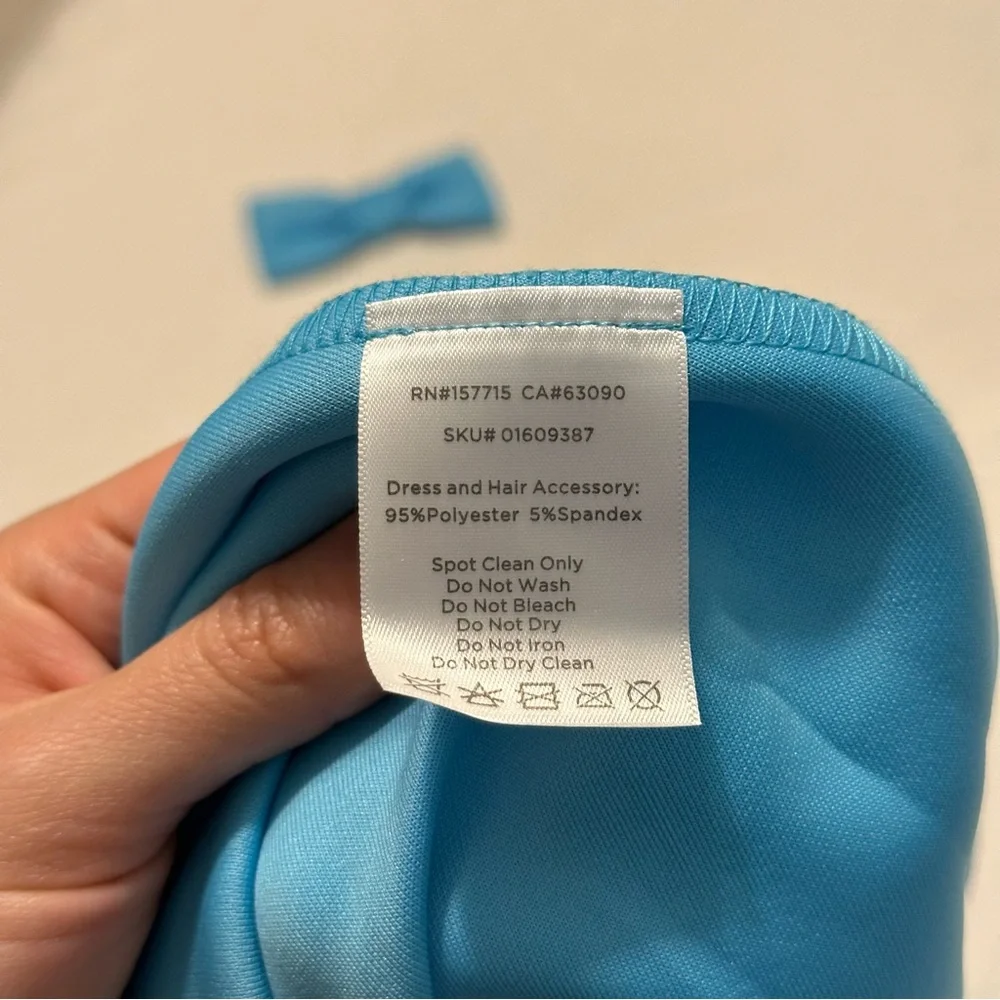 RN#157715 CA#63090
SKU# 01609387
Dress and Hair Accessory:
95%Polyester 5%Spandex
Spot Clean Only
Do Not Wash
Do Not Bleach
Do Not Dry
Do Not Iron
Do Not Dry Clean